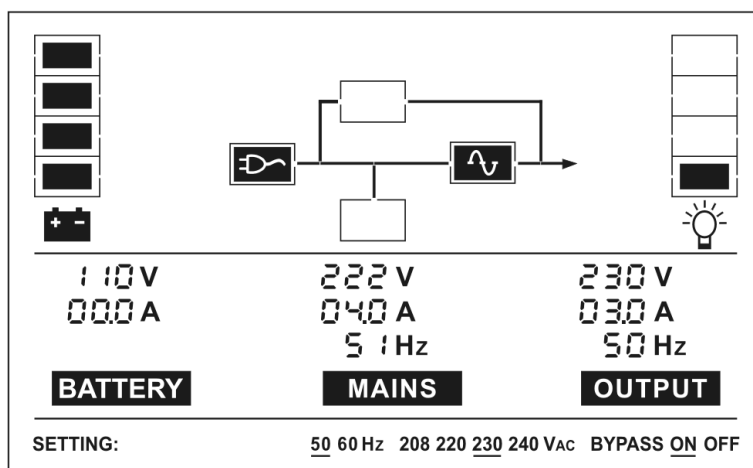 110 V 222 V 230 V
00.0 A 04.0 A 03.0 A
51 Hz 50 Hz
BATTERY MAINS OUTPUT
SETTING: 50 60 Hz 208 220 230 240 VAC BYPASS ON OFF